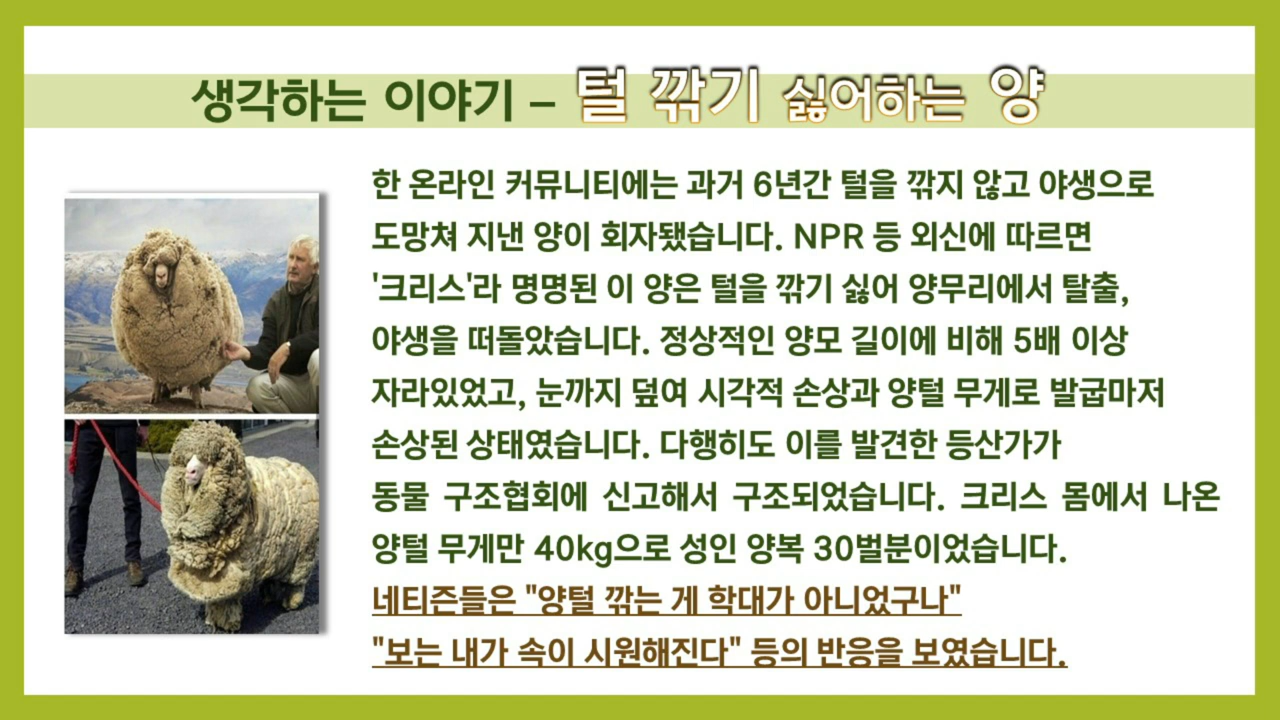 생각하는 이야기 – 털 깎기 싫어하는 양
한 온라인 커뮤니티에는 과거 6년간 털을 깎지 않고 야생으로
도망쳐 지낸 양이 회자됐습니다. NPR 등 외신에 따르면
'크리스'라 명명된 이 양은 털을 깎기 싫어 양무리에서 탈출,
야생을 떠돌았습니다. 정상적인 양모 길이에 비해 5배 이상
자라있었고, 눈까지 덮여 시각적 손상과 양털 무게로 발굽마저
손상된 상태였습니다. 다행히도 이를 발견한 등산가가
동물 구조협회에 신고해서 구조되었습니다. 크리스 몸에서 나온
양털 무게만 40kg으로 성인 양복 30벌분이었습니다.
네티즌들은 "양털 깎는 게 학대가 아니었구나"
"보는 내가 속이 시원해진다" 등의 반응을 보였습니다.